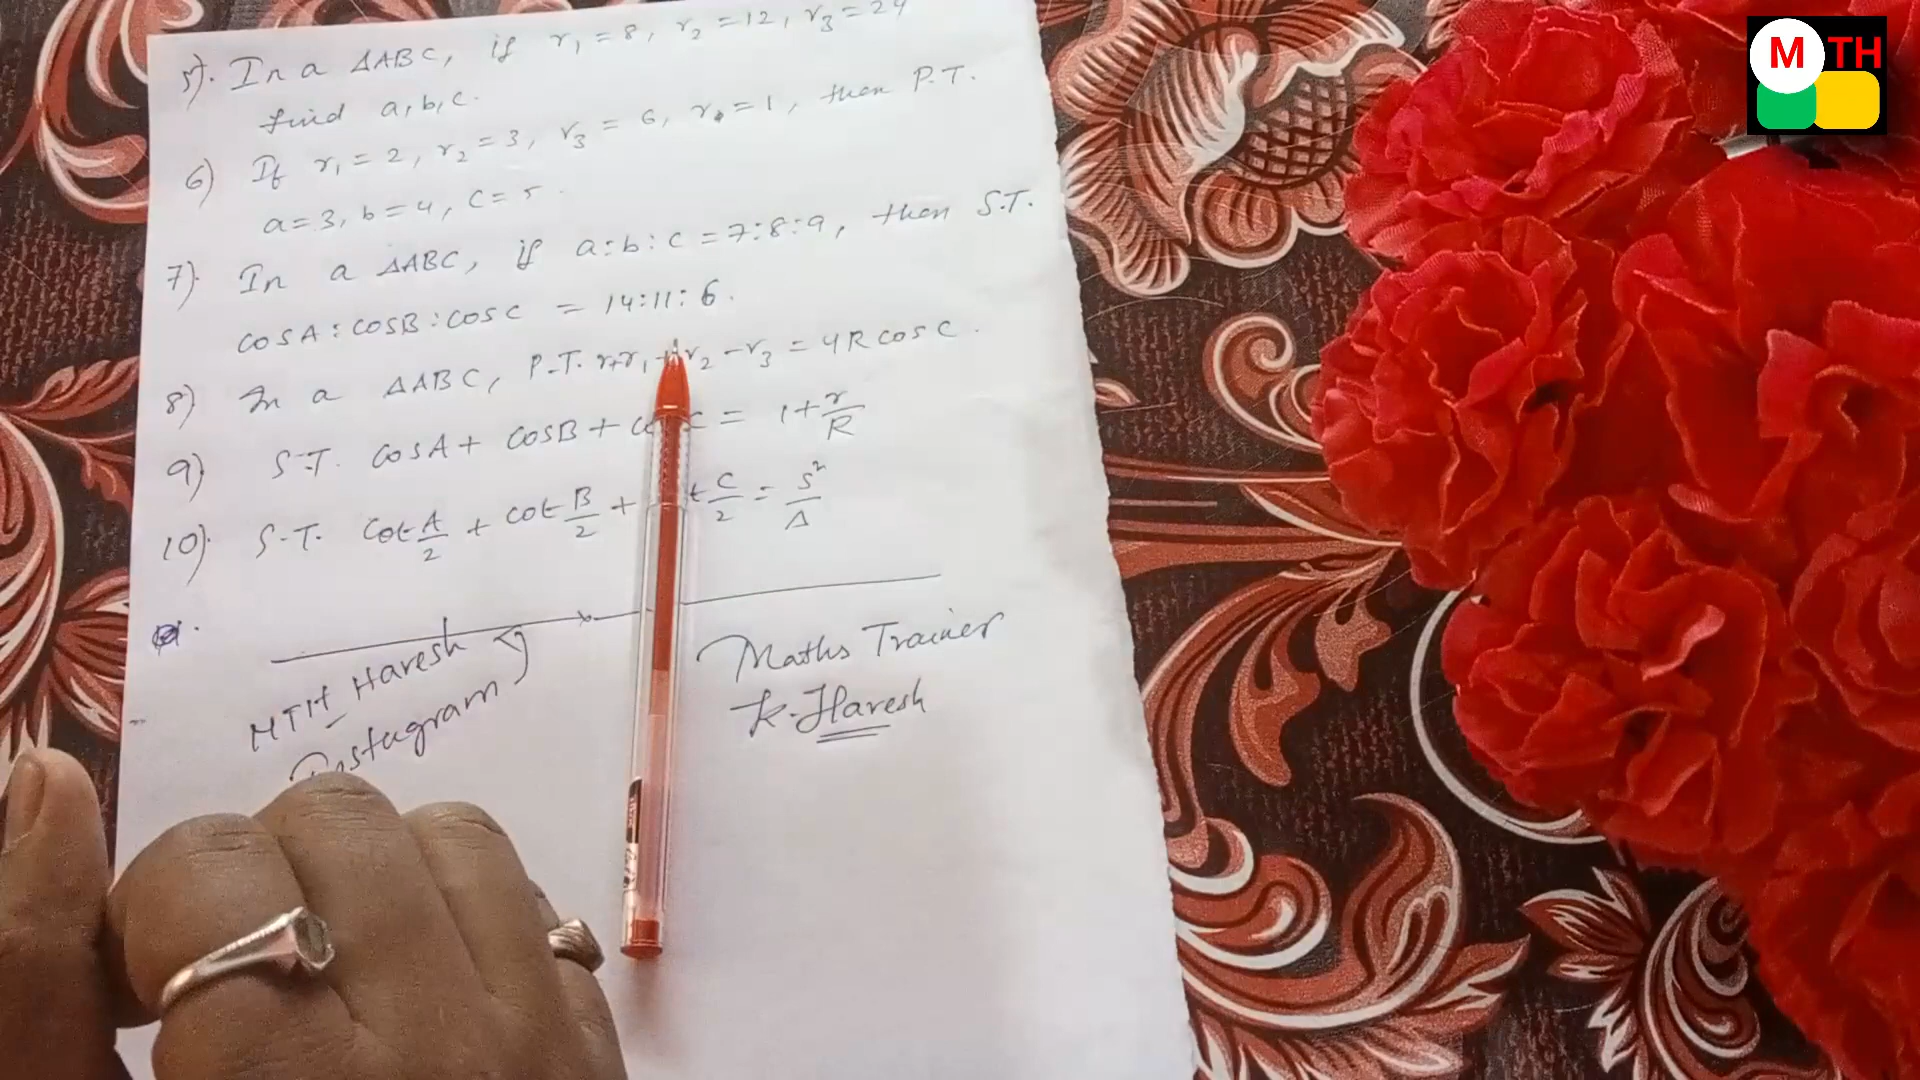 5). In a ΔABC, if r₁ = 8, r₂ = 12, r₃ = 24
find a, b, c.
6) If r₁ = 2, r₂ = 3, r₃ = 6, r = 1, then P.T.
a = 3, b = 4, c = 5.
7). In a ΔABC, if a : b : c = 7 : 8 : 9, then S.T.
cosA : cosB : cosC = 14 : 11 : 6.
8) In a ΔABC, P.T. r + r₁ + r₂ - r₃ = 4R cos C.
9) S.T. cosA + cosB + = 1 + r/R
10). S.T. cot A/2 + cot B/2 + C/2 = s²/Δ
MTH_Haresh
Instagram
Maths Trainer
K. Haresh
MTH